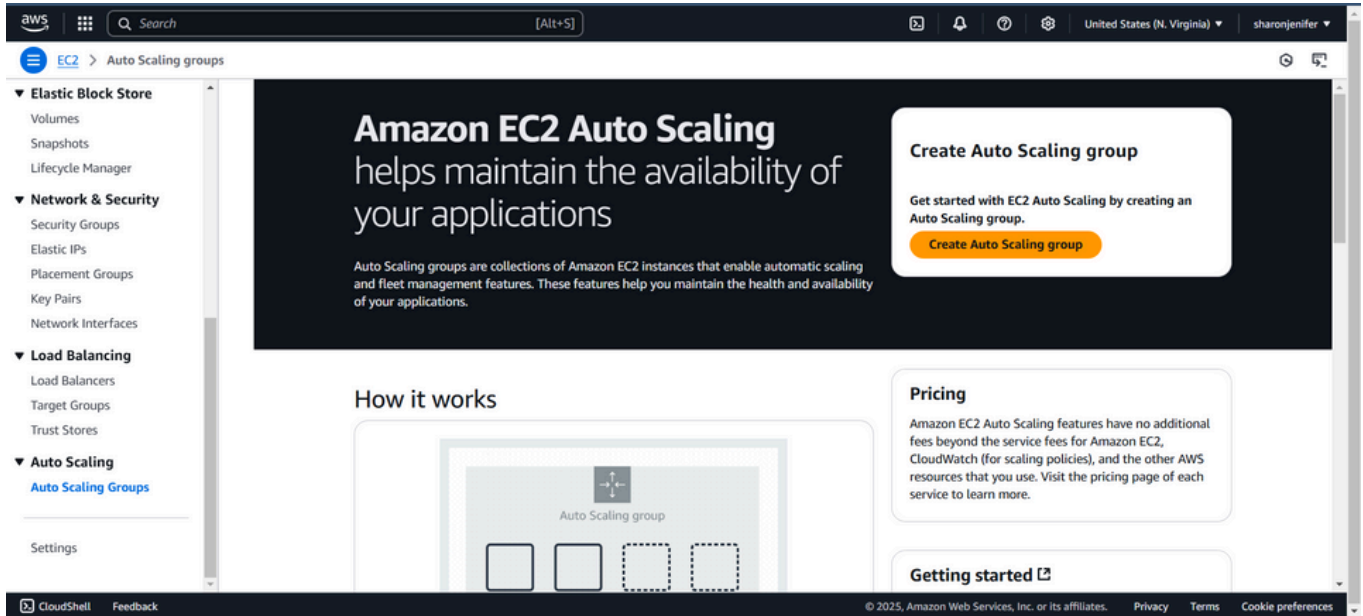 aws
Search
[Alt+S]
United States (N. Virginia)
sharonjenifer
EC2 > Auto Scaling groups
Elastic Block Store
Volumes
Snapshots
Lifecycle Manager
Network & Security
Security Groups
Elastic IPs
Placement Groups
Key Pairs
Network Interfaces
Load Balancing
Load Balancers
Target Groups
Trust Stores
Auto Scaling
Auto Scaling Groups
Settings
Amazon EC2 Auto Scaling
helps maintain the availability of
your applications
Auto Scaling groups are collections of Amazon EC2 instances that enable automatic scaling
and fleet management features. These features help you maintain the health and availability
of your applications.
Create Auto Scaling group
Get started with EC2 Auto Scaling by creating an
Auto Scaling group.
Create Auto Scaling group
How it works
Auto Scaling group
Pricing
Amazon EC2 Auto Scaling features have no additional
fees beyond the service fees for Amazon EC2,
CloudWatch (for scaling policies), and the other AWS
resources that you use. Visit the pricing page of each
service to learn more.
Getting started
CloudShell
Feedback
© 2025, Amazon Web Services, Inc. or its affiliates.
Privacy
Terms
Cookie preferences